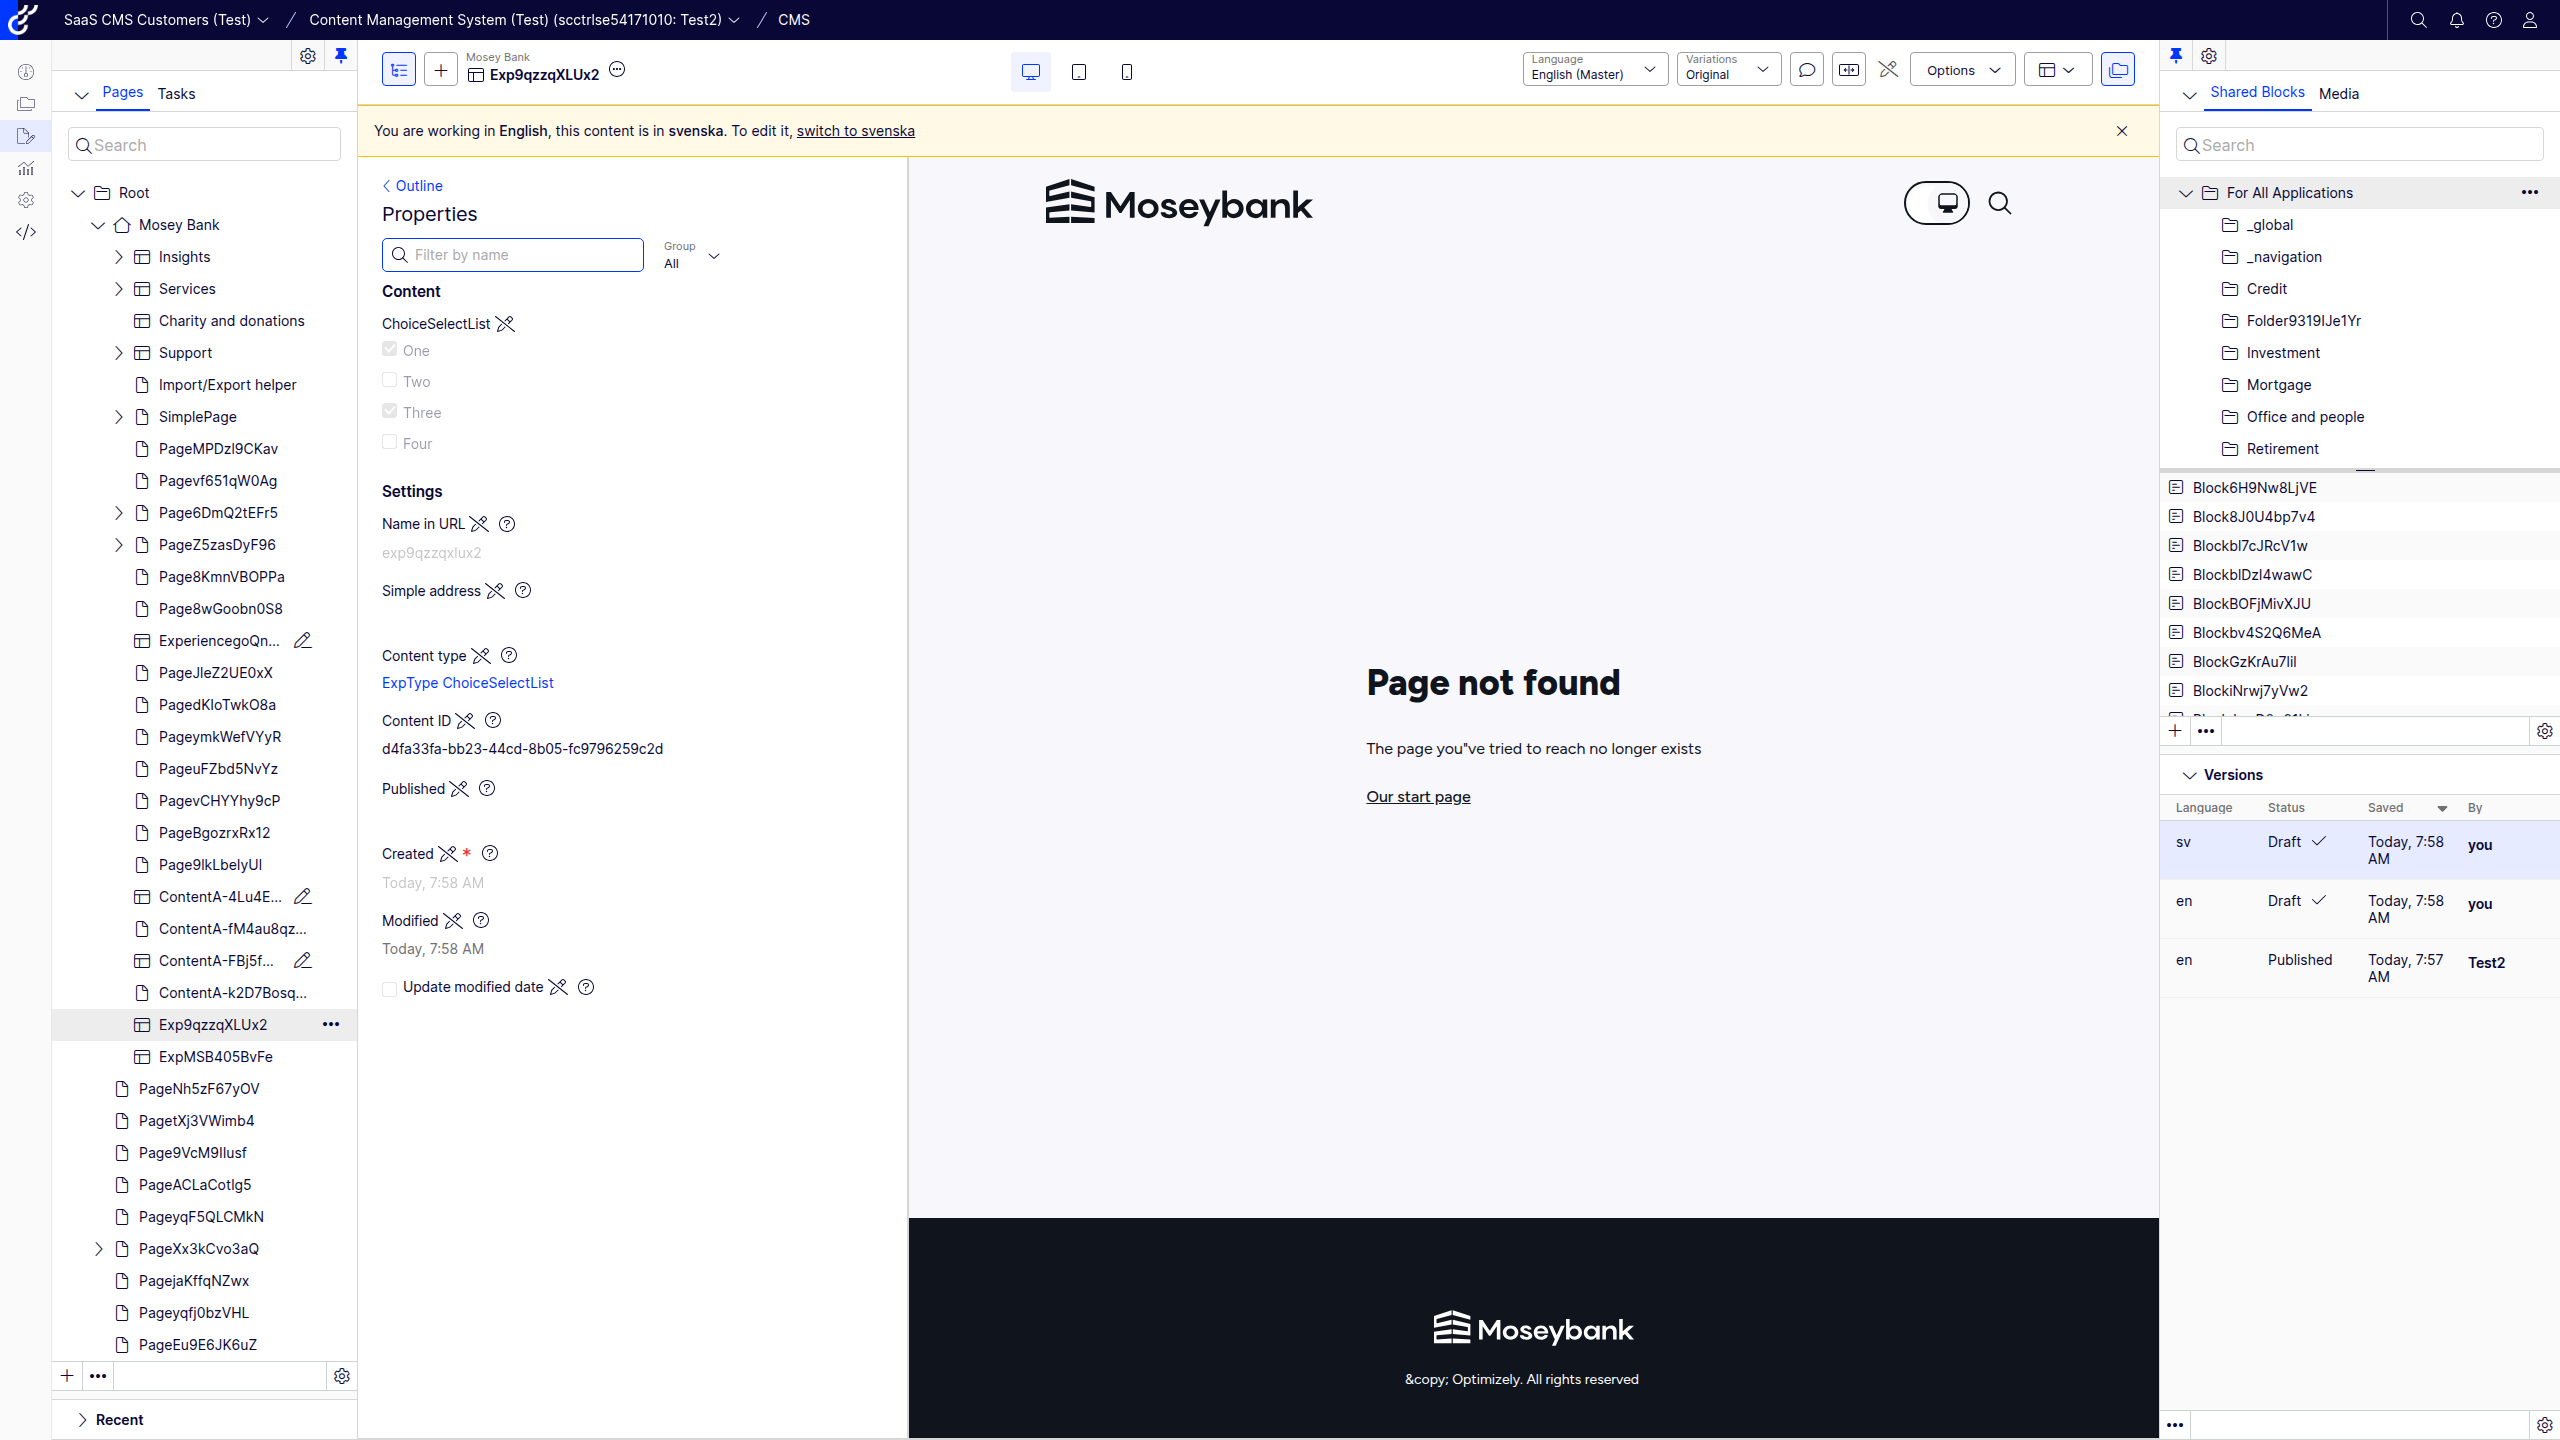 SaaS CMS Customers (Test) / Content Management System (Test) (scctrlse54171010: Test2) / CMS
Pages Tasks
Search
Root
Mosey Bank
Insights
Services
Charity and donations
Support
Import/Export helper
SimplePage
PageMPDzI9CKav
Pagevf651qW0Ag
Page6DmQ2tEFr5
PageZ5zasDyF96
Page8KmnVBOPPa
Page8wGoobn0S8
ExperiencegoQn...
PageJleZ2UE0xX
PagedKloTwkO8a
PageymkWefVYyR
PageuFZbd5NvYz
PagevCHYYhy9cP
PageBgozrxRx12
Page9lkLbelyUl
ContentA-4Lu4E...
ContentA-fM4au8qz...
ContentA-FBj5f...
ContentA-k2D7Bosq...
Exp9qzzqXLUx2
ExpMSB405BvFe
PageNh5zF67yOV
PagetXj3VWimb4
Page9VcM9Ilusf
PageACLaCotlg5
PageyqF5QLCMkN
PageXx3kCvo3aQ
PagejaKffqNZwx
Pageyqfj0bzVHL
PageEu9E6JK6uZ
Recent
Mosey Bank
Exp9qzzqXLUx2
Language
English (Master)
Variations
Original
Options
You are working in English, this content is in svenska. To edit it, switch to svenska
Outline
Properties
Filter by name
Group
All
Content
ChoiceSelectList
One
Two
Three
Four
Settings
Name in URL
exp9qzzqxlux2
Simple address
Content type
ExpType ChoiceSelectList
Content ID
d4fa33fa-bb23-44cd-8b05-fc9796259c2d
Published
Created *
Today, 7:58 AM
Modified
Today, 7:58 AM
Update modified date
Moseybank
Page not found
The page you"ve tried to reach no longer exists
Our start page
Moseybank
&copy; Optimizely. All rights reserved
Shared Blocks Media
Search
For All Applications
_global
_navigation
Credit
Folder9319IJe1Yr
Investment
Mortgage
Office and people
Retirement
Block6H9Nw8LjVE
Block8J0U4bp7v4
Blockbl7cJRcV1w
BlockblDzl4wawC
BlockBOFjMivXJU
Blockbv4S2Q6MeA
BlockGzKrAu7lil
BlockiNrwj7yVw2
Versions
Language Status Saved By
sv Draft Today, 7:58 AM you
en Draft Today, 7:58 AM you
en Published Today, 7:57 AM Test2